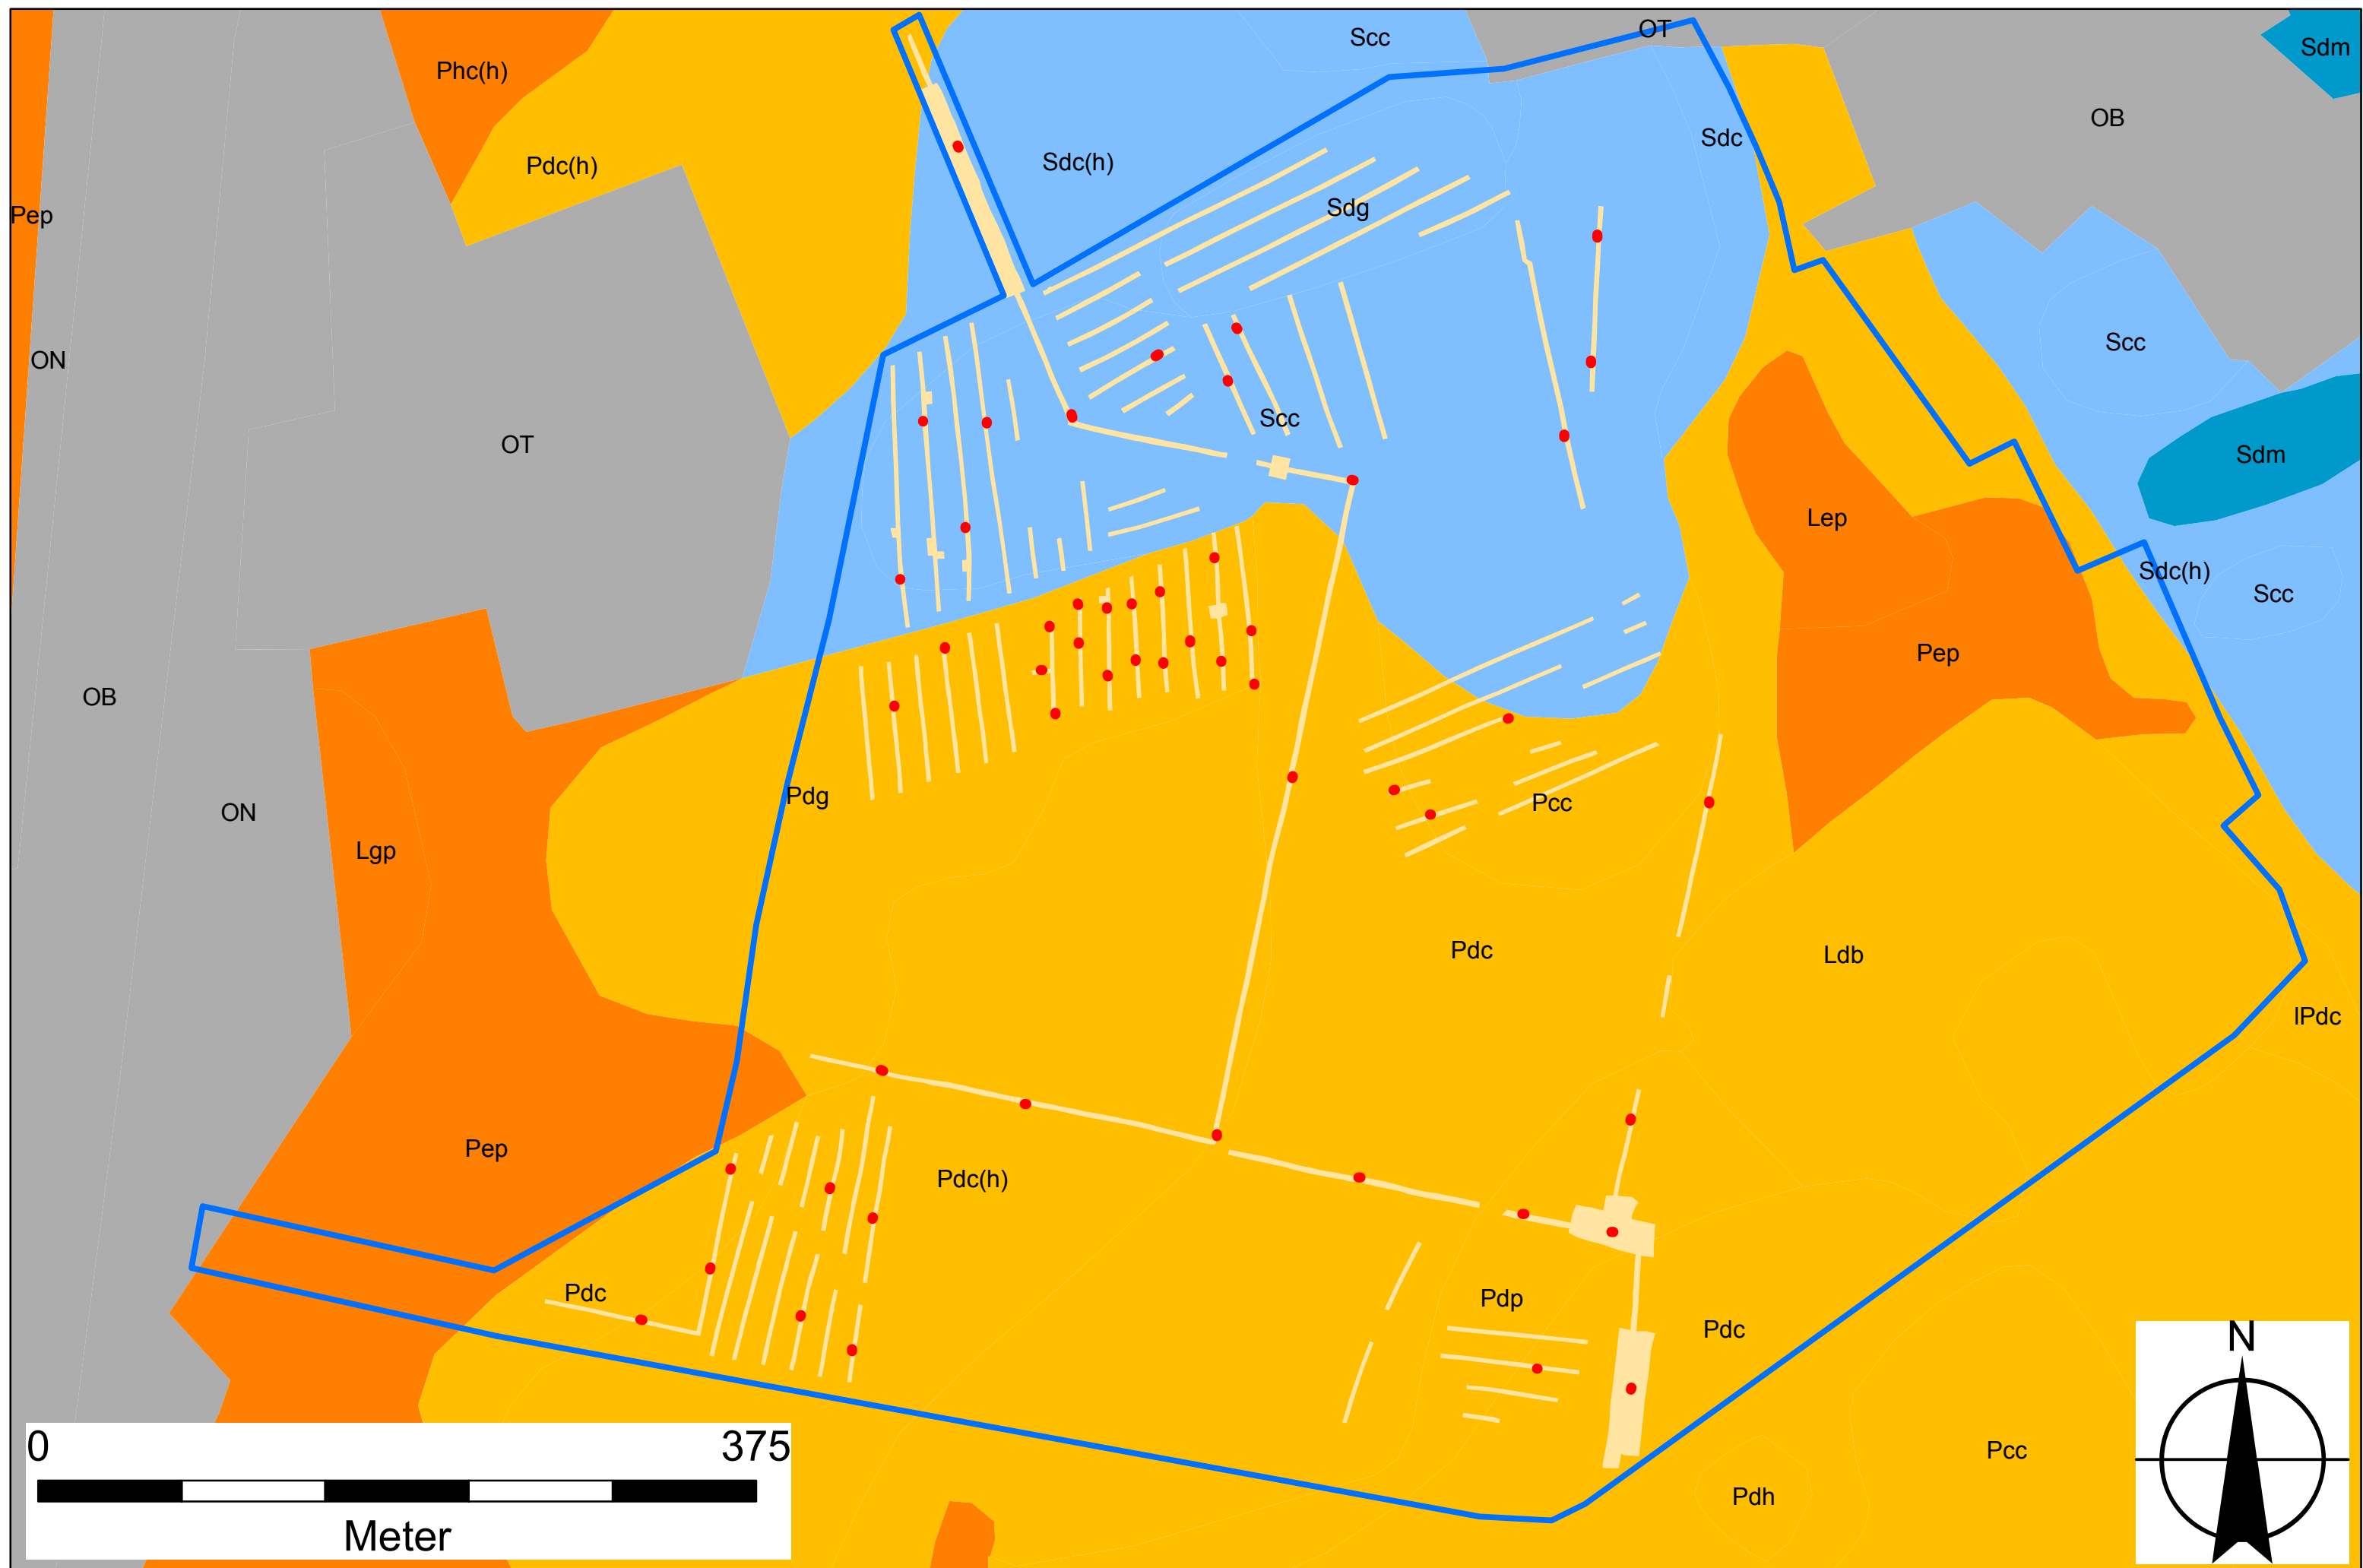 OT
Scc
Sdm
Phc(h)
OB
Sdc
Sdc(h)
Pdc(h)
Sdg
Pep
Scc
ON
Scc
OT
Sdm
Lep
Sdc(h)
Scc
Pep
OB
Pdg
Pcc
ON
Lgp
Pdc
Ldb
lPdc
Pep
Pdc(h)
Pdc
Pdp
Pdc
N
0 375
Meter
Pcc
Pdh